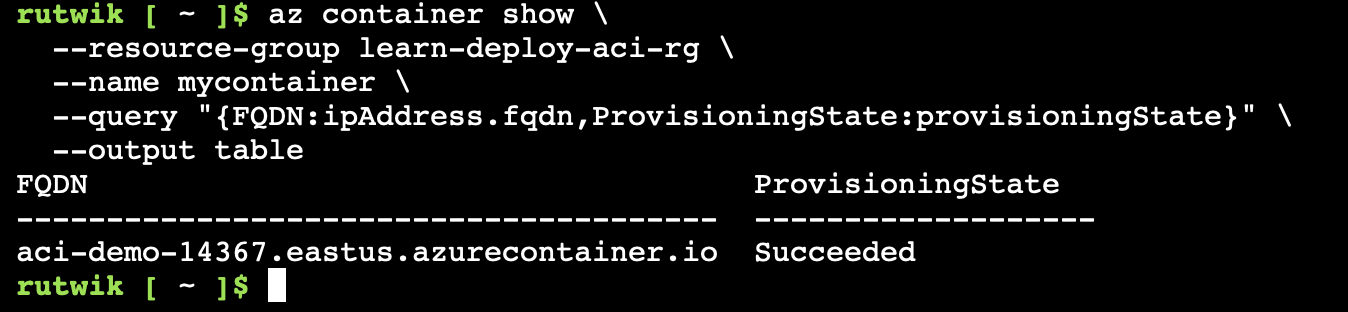 rutwik [ ~ ]$ az container show \
  --resource-group learn-deploy-aci-rg \
  --name mycontainer \
  --query "{FQDN:ipAddress.fqdn,ProvisioningState:provisioningState}" \
  --output table
FQDN                                     ProvisioningState
---------------------------------------  -------------------
aci-demo-14367.eastus.azurecontainer.io  Succeeded
rutwik [ ~ ]$